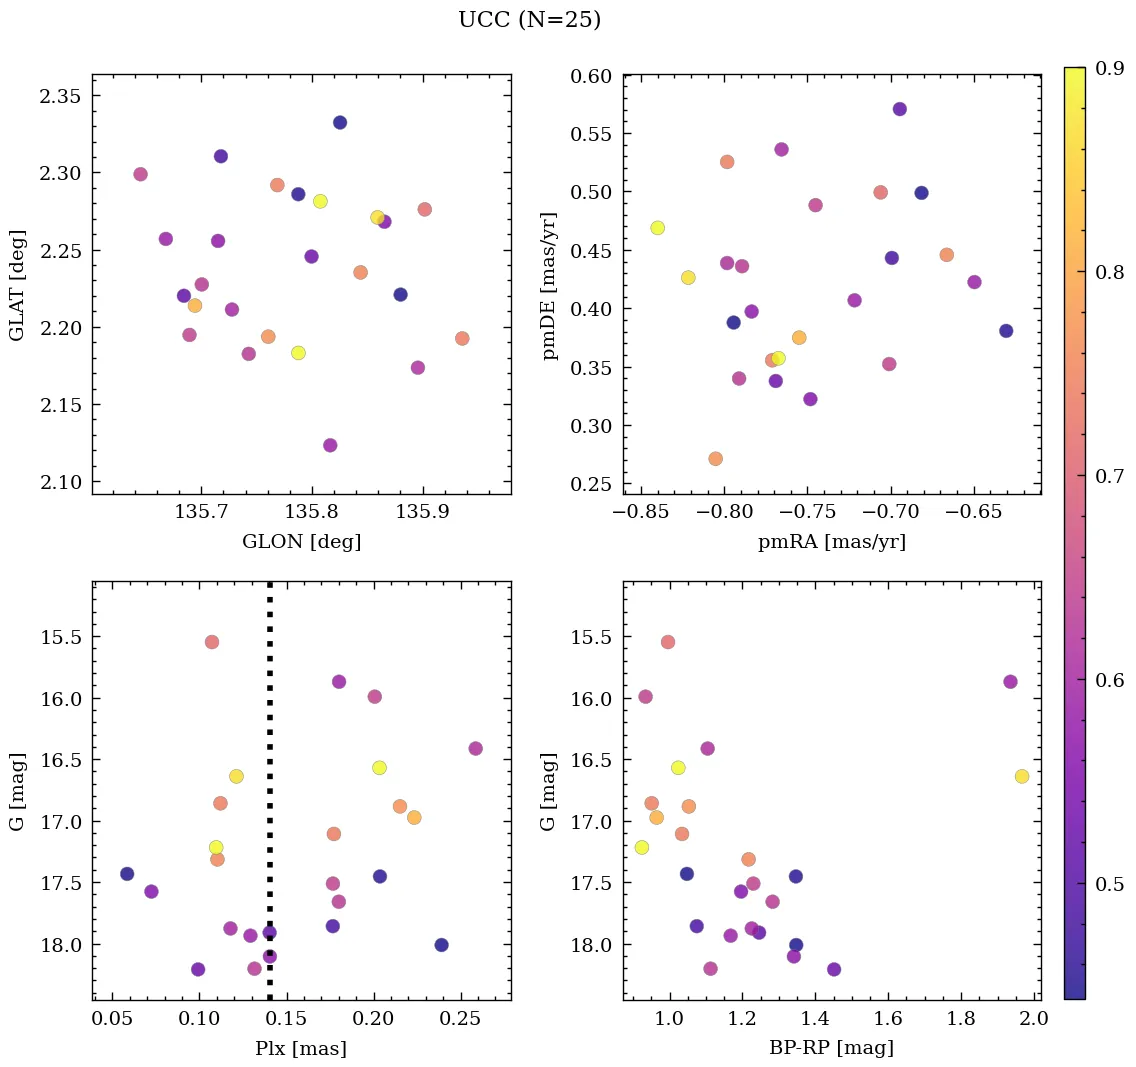 UCC (N=25)
2.35
2.30
2.25
2.20
2.15
2.10
GLAT [deg]
135.7 135.8 135.9
GLON [deg]
0.60
0.55
0.50
0.45
0.40
0.35
0.30
0.25
pmDE [mas/yr]
−0.85 −0.80 −0.75 −0.70 −0.65
pmRA [mas/yr]
0.9
0.8
0.7
0.6
0.5
15.5
16.0
16.5
17.0
17.5
18.0
G [mag]
0.05 0.10 0.15 0.20 0.25
Plx [mas]
15.5
16.0
16.5
17.0
17.5
18.0
G [mag]
1.0 1.2 1.4 1.6 1.8 2.0
BP-RP [mag]